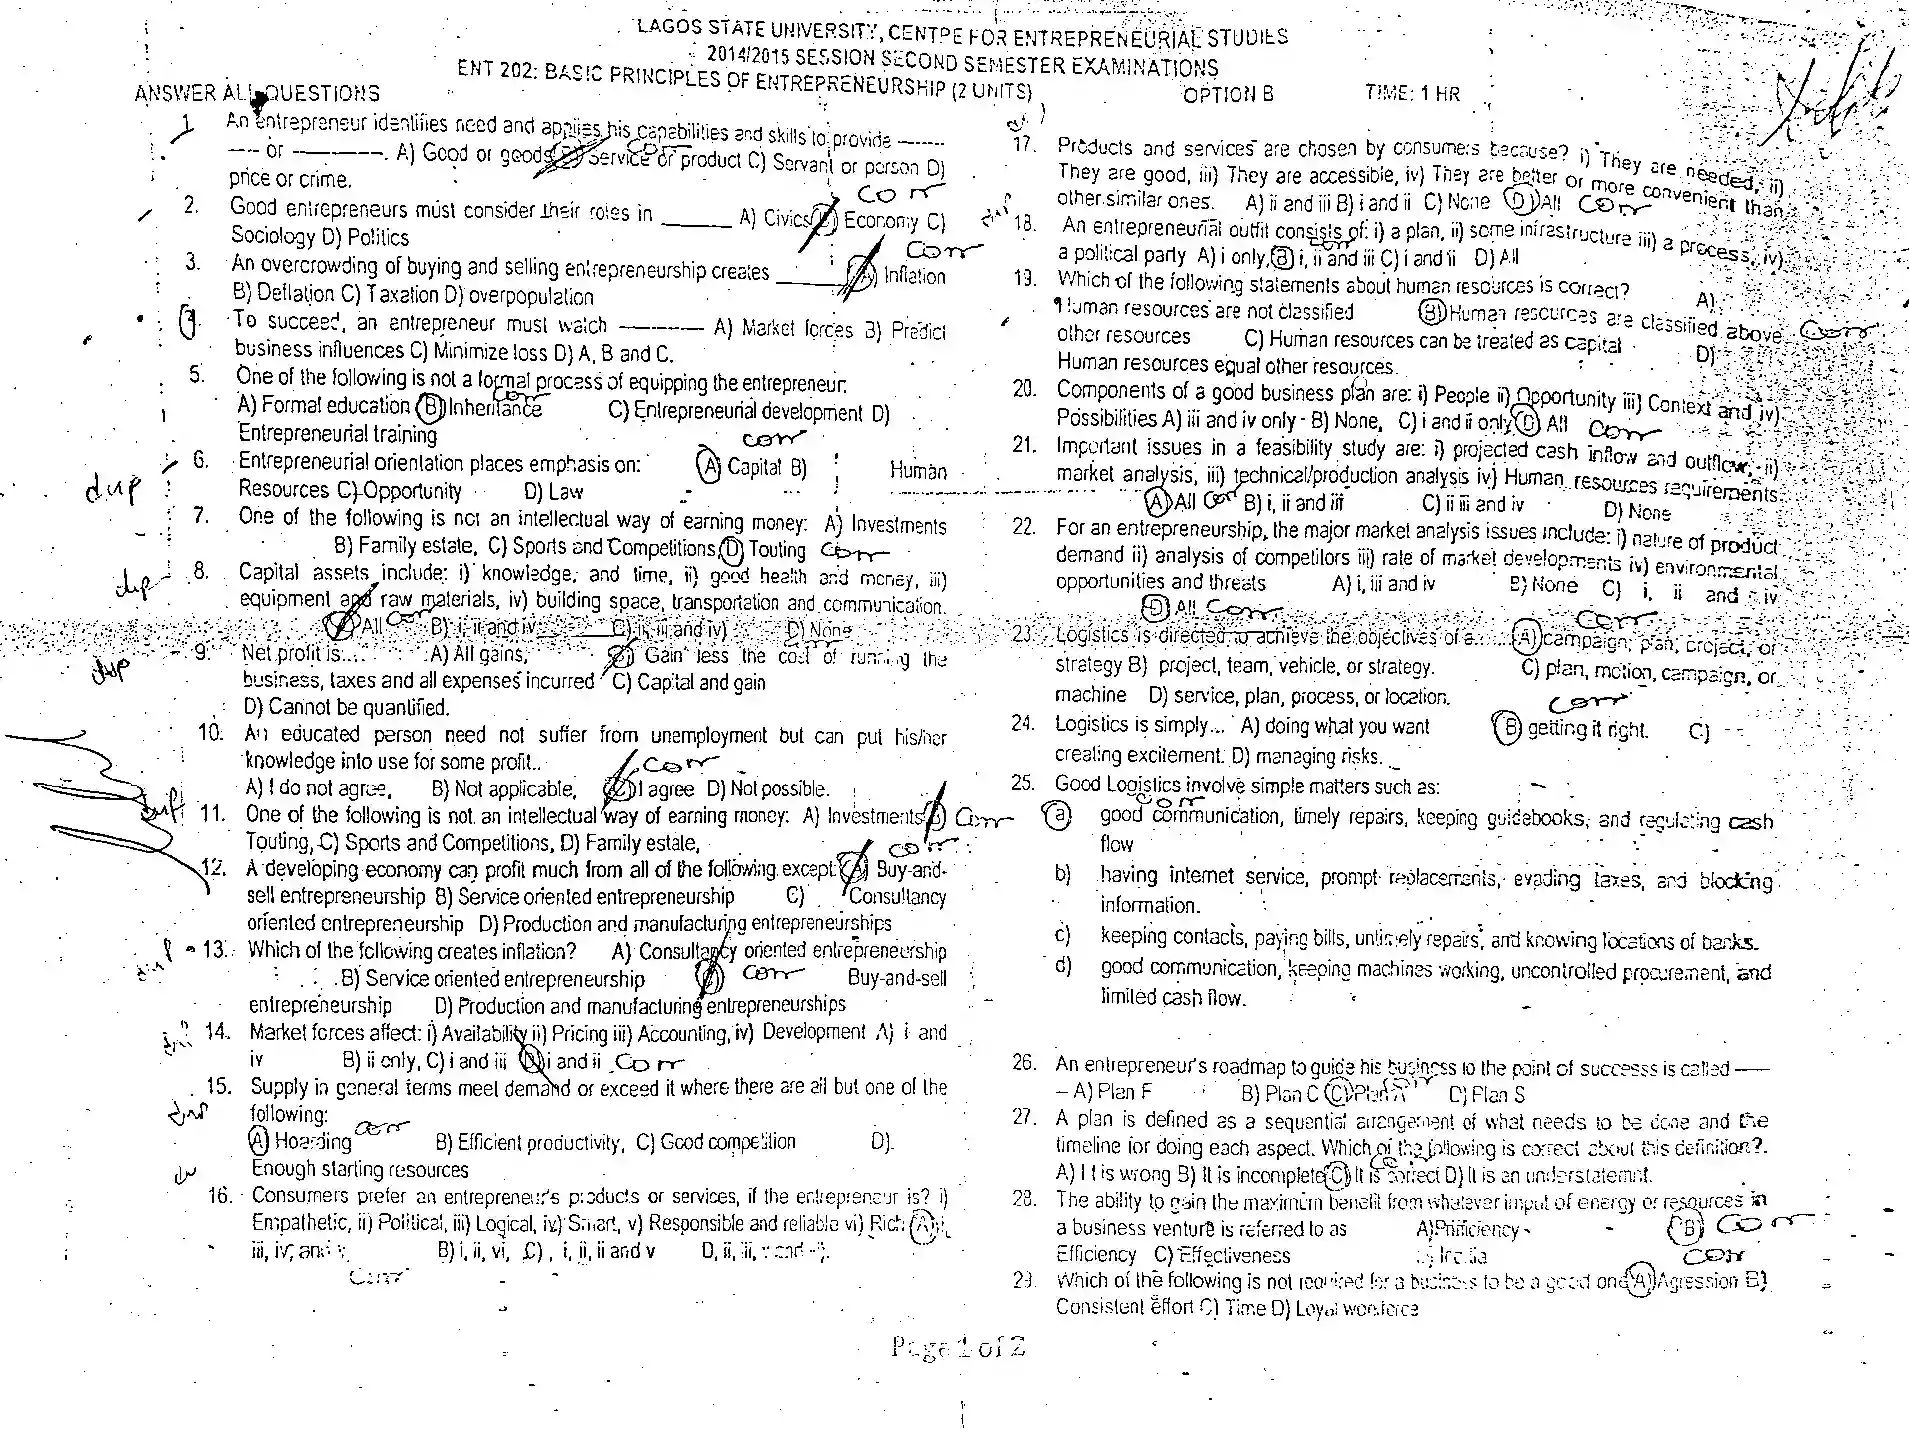 LAGOS STATE UNIVERSITY, CENTRE FOR ENTREPRENEURIAL STUDIES
2014/2015 SESSION SECOND SEMESTER EXAMINATIONS
ENT 202: BASIC PRINCIPLES OF ENTREPRENEURSHIP (2 UNITS)
ANSWER ALL QUESTIONS
OPTION B TIME: 1 HR
1. An entrepreneur identifies need and applies his capabilities and skills to provide -------
---- or ----------. A) Good or goods B) Service or product C) Servant or person D)
price or crime.
corr
2. Good entrepreneurs must consider their roles in _______ A) Civics B) Economy C)
Sociology D) Politics
corr
3. An overcrowding of buying and selling entrepreneurship creates _______ A) Inflation
B) Deflation C) Taxation D) overpopulation
corr
4. To succeed, an entrepreneur must watch ---------- A) Market forces B) Predict
business influences C) Minimize loss D) A, B and C.
5. One of the following is not a formal process of equipping the entrepreneur:
A) Formal education B) Inheritance C) Entrepreneurial development D)
Entrepreneurial training
corr
6. Entrepreneurial orientation places emphasis on: A) Capital B) Human
Resources C) Opportunity D) Law
corr
dup
7. One of the following is not an intellectual way of earning money: A) Investments
B) Family estate, C) Sports and Competitions, D) Touting corr
8. Capital assets include: i) knowledge, and time, ii) good health and money, iii)
equipment and raw materials, iv) building space, transportation and communication.
A) All corr B) i, ii and iv C) ii, iii and iv) D) None
dup
9. Net profit is.... A) All gains, B) Gain less the cost of running the
business, taxes and all expenses incurred C) Capital and gain
D) Cannot be quantified.
dup
10. An educated person need not suffer from unemployment but can put his/her
knowledge into use for some profit..
A) I do not agree, B) Not applicable, C) I agree D) Not possible.
corr
11. One of the following is not an intellectual way of earning money: A) Investments B) Corr
Touting, C) Sports and Competitions, D) Family estate,
12. A developing economy can profit much from all of the following except: A) Buy-and-
sell entrepreneurship B) Service oriented entrepreneurship C) Consultancy
oriented entrepreneurship D) Production and manufacturing entrepreneurships
corr
13. Which of the following creates inflation? A) Consultancy oriented entrepreneurship
B) Service oriented entrepreneurship C) corr Buy-and-sell
entrepreneurship D) Production and manufacturing entrepreneurships
14. Market forces affect: i) Availability ii) Pricing iii) Accounting, iv) Development A) i and
iv B) ii only, C) i and iii D) i and ii Corr
15. Supply in general terms meet demand or exceed it where there are all but one of the
following:
A) Hoarding corr B) Efficient productivity, C) Good competition D)
Enough starting resources
16. Consumers prefer an entrepreneur's products or services, if the entrepreneur is? i)
Empathetic, ii) Political, iii) Logical, iv) Smart, v) Responsible and reliable vi) Rich A) i,
iii, iv, and v, B) i, ii, vi, C) , i, ii, ii and v
Corr
17. Products and services are chosen by consumers because? i) They are needed, ii)
They are good, iii) They are accessible, iv) They are better or more convenient than
other similar ones. A) ii and iii B) i and ii C) None D) All corr
18. An entrepreneurial outfit consists of: i) a plan, ii) some infrastructure iii) a process, iv)
a political party A) i only, B) i, ii and iii C) i and ii D) All
corr
19. Which of the following statements about human resources is correct? A)
Human resources are not classified B) Human resources are classified above
other resources C) Human resources can be treated as capital D)
Human resources equal other resources.
Corr
20. Components of a good business plan are: i) People ii) Opportunity iii) Context and iv)
Possibilities A) iii and iv only B) None, C) i and ii only D) All corr
21. Important issues in a feasibility study are: i) projected cash inflow and outflow, ii)
market analysis, iii) technical/production analysis iv) Human resources requirements.
A) All Corr B) i, ii and iii C) ii iii and iv D) None
22. For an entrepreneurship, the major market analysis issues include: i) nature of product
demand ii) analysis of competitors iii) rate of market developments iv) environmental
opportunities and threats A) i, iii and iv B) None C) i, ii and iv
D) All Corr
23. Logistics is directed to achieve the objectives of a...... A) campaign, plan, project, or
strategy B) project, team, vehicle, or strategy. C) plan, motion, campaign, or
machine D) service, plan, process, or location.
Corr
24. Logistics is simply... A) doing what you want B) getting it right. C)
creating excitement. D) managing risks.
corr
25. Good Logistics involve simple matters such as:
a) good communication, timely repairs, keeping guidebooks, and regulating cash
flow
corr
b) having internet service, prompt replacements, evading taxes, and blocking
information.
c) keeping contacts, paying bills, untimely repairs, and knowing locations of banks.
d) good communication, keeping machines working, uncontrolled procurement, and
limited cash flow.
26. An entrepreneur's roadmap to guide his business to the point of successs is called -----
– A) Plan F B) Plan C C) Plan A D) Plan S
27. A plan is defined as a sequential arrangement of what needs to be done and the
timeline for doing each aspect. Which of the following is correct about this definition?.
A) It is wrong B) It is incomplete C) It is correct D) It is an understatemnt.
28. The ability to gain the maximum benefit from whatever input of energy or resources in
a business venture is referred to as A) Prificiency B) Corr
Efficiency C) Effectiveness
29. Which of the following is not required for a business to be a good one A) Agression B)
Consistent effort C) Time D) Loyal workforce
corr
Page 1 of 2